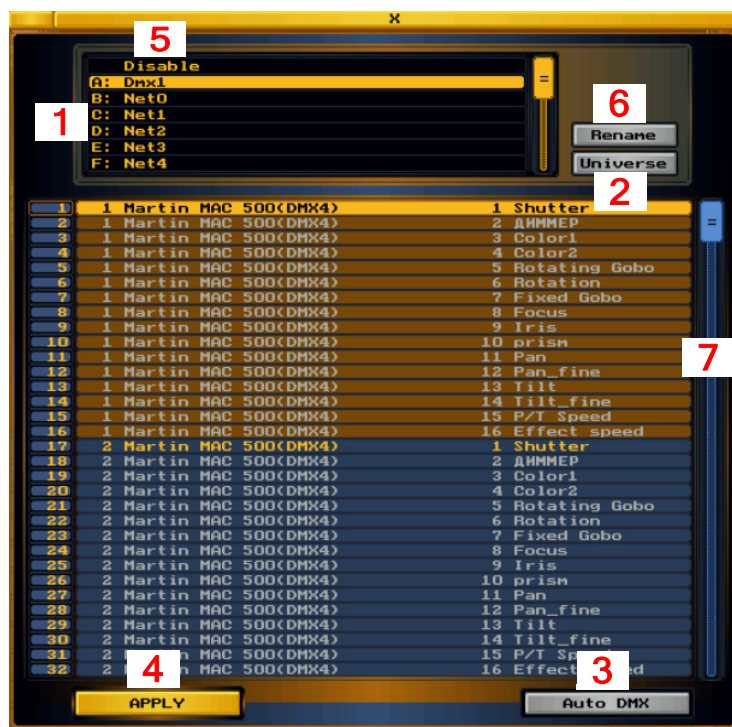 X
5
Disable
A: Dmx1
B: Net0
1
C: Net1
D: Net2
E: Net3
F: Net4
6
Rename
Universe
2
1 1 Martin MAC 500(DMX4) 1 Shutter
2 1 Martin MAC 500(DMX4) 2 ДИММЕР
3 1 Martin MAC 500(DMX4) 3 Color1
4 1 Martin MAC 500(DMX4) 4 Color2
5 1 Martin MAC 500(DMX4) 5 Rotating Gobo
6 1 Martin MAC 500(DMX4) 6 Rotation
7 1 Martin MAC 500(DMX4) 7 Fixed Gobo
8 1 Martin MAC 500(DMX4) 8 Focus
9 1 Martin MAC 500(DMX4) 9 Iris
10 1 Martin MAC 500(DMX4) 10 prism
7
11 1 Martin MAC 500(DMX4) 11 Pan
12 1 Martin MAC 500(DMX4) 12 Pan_fine
13 1 Martin MAC 500(DMX4) 13 Tilt
14 1 Martin MAC 500(DMX4) 14 Tilt_fine
15 1 Martin MAC 500(DMX4) 15 P/T Speed
16 1 Martin MAC 500(DMX4) 16 Effect speed
17 2 Martin MAC 500(DMX4) 1 Shutter
18 2 Martin MAC 500(DMX4) 2 ДИММЕР
19 2 Martin MAC 500(DMX4) 3 Color1
20 2 Martin MAC 500(DMX4) 4 Color2
21 2 Martin MAC 500(DMX4) 5 Rotating Gobo
22 2 Martin MAC 500(DMX4) 6 Rotation
23 2 Martin MAC 500(DMX4) 7 Fixed Gobo
24 2 Martin MAC 500(DMX4) 8 Focus
25 2 Martin MAC 500(DMX4) 9 Iris
26 2 Martin MAC 500(DMX4) 10 prism
27 2 Martin MAC 500(DMX4) 11 Pan
28 2 Martin MAC 500(DMX4) 12 Pan_fine
29 2 Martin MAC 500(DMX4) 13 Tilt
30 2 Martin MAC 500(DMX4) 14 Tilt_fine
31 2 MAC 500(DMX4) 15 P/T
32 2 MAC 500(DMX4) 16
4
3
APPLY
Auto DMX